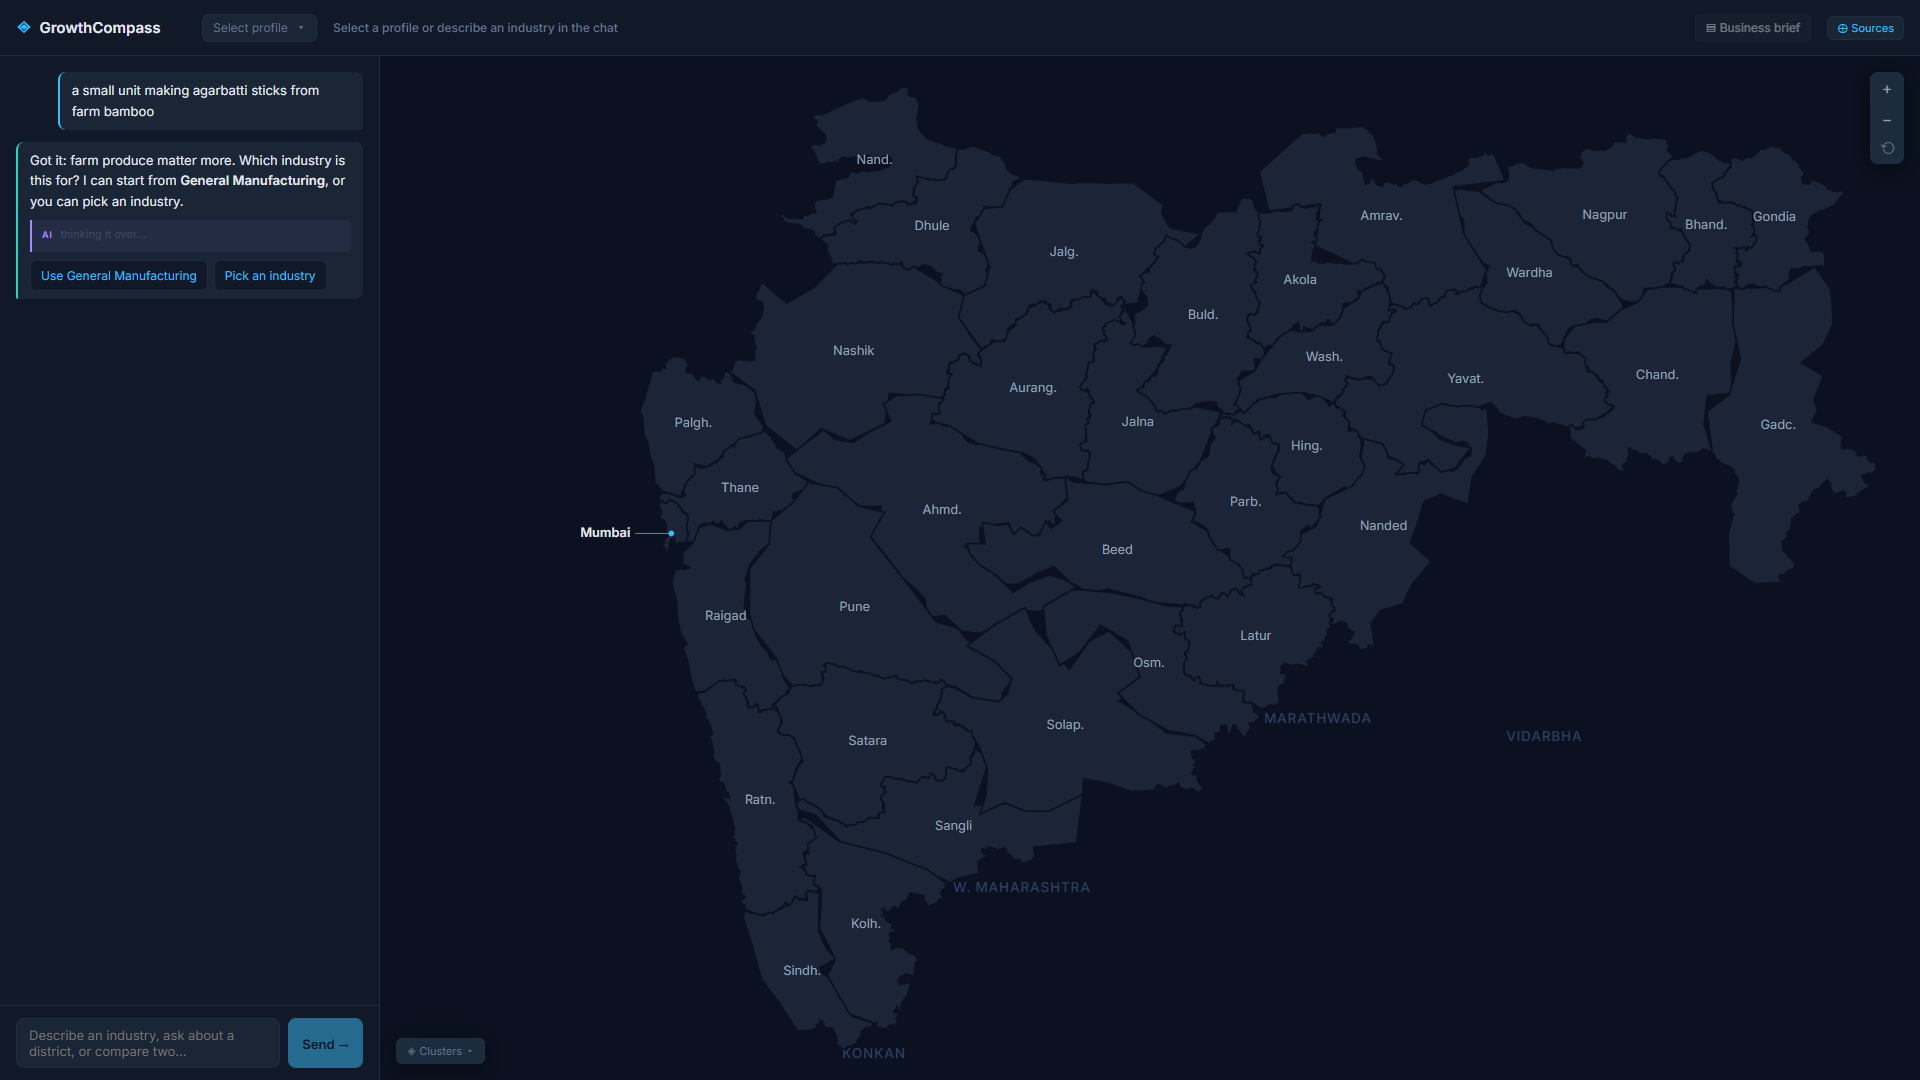 GrowthCompass
Select profile
Select a profile or describe an industry in the chat
Business brief
Sources
a small unit making agarbatti sticks from
farm bamboo
Got it: farm produce matter more. Which industry is
this for? I can start from General Manufacturing, or
you can pick an industry.
AI thinking it over...
Use General Manufacturing
Pick an industry
Describe an industry, ask about a
district, or compare two...
Send →
Nand.
Dhule
Jalg.
Nashik
Buld.
Akola
Amrav.
Wardha
Nagpur
Bhand.
Gondia
Aurang.
Jalna
Wash.
Yavat.
Chand.
Gadc.
Palgh.
Thane
Mumbai
Ahmd.
Hing.
Parb.
Nanded
Beed
Raigad
Pune
Latur
Osm.
Solap.
Satara
Ratn.
Sangli
Kolh.
Sindh.
MARATHWADA
VIDARBHA
W. MAHARASHTRA
KONKAN
Clusters
+
−